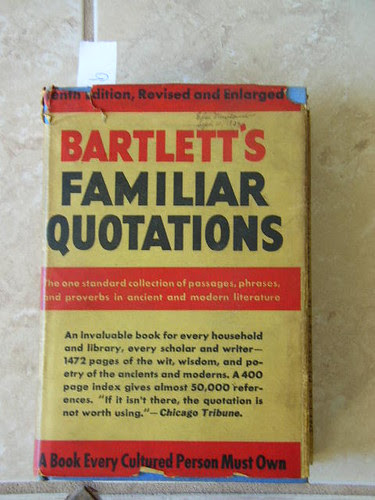 enth Edition, Revised and Enlarged
BARTLETT'S
FAMILIAR
QUOTATIONS
The one standard collection of passages, phrases,
and proverbs in ancient and modern literature
An invaluable book for every household
and library, every scholar and writer—
1472 pages of the wit, wisdom, and po-
etry of the ancients and moderns. A 400
page index gives almost 50,000 refer-
ences. "If it isn't there, the quotation is
not worth using."—Chicago Tribune.
A Book Every Cultured Person Must Own